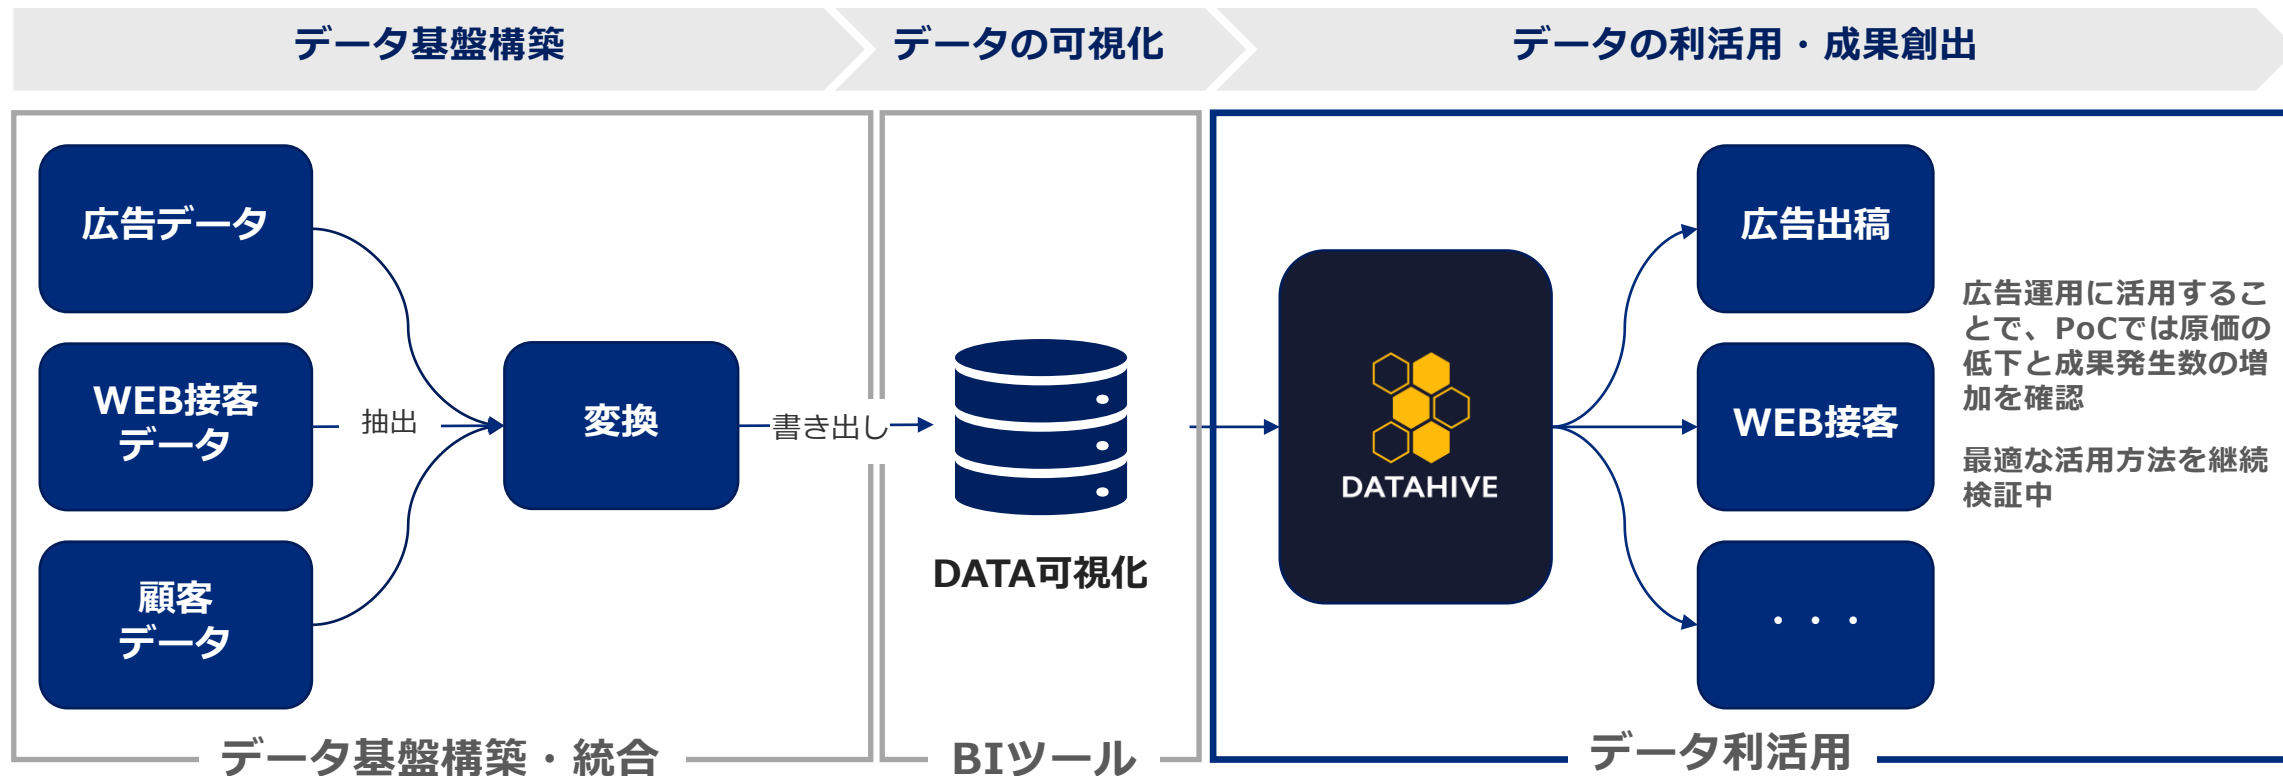 データ基盤構築
データの可視化
データの利活用・成果創出
広告データ
WEB接客
データ
顧客
データ
抽出
変換
書き出し
データ基盤構築・統合
DATA可視化
BIツール
DATAHIVE
広告出稿
WEB接客
・・・
広告運用に活用するこ
とで、PoCでは原価の
低下と成果発生数の増
加を確認
最適な活用方法を継続
検証中
データ利活用